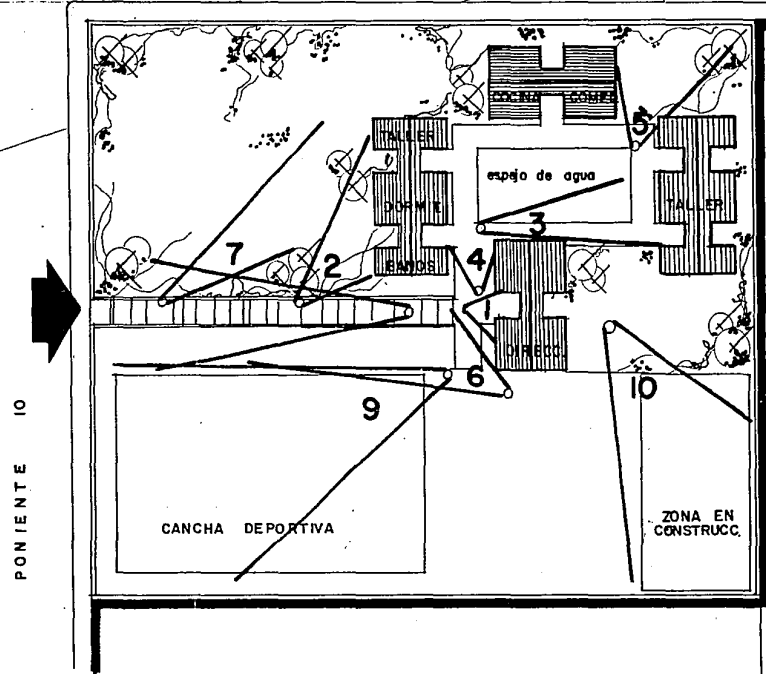 COCINA COMED
TALLER
5
espejo de agua
DORMIT.
TALLER
3
7
2
BAÑOS
4
1
DIRECC.
6
10
9
CANCHA DEPORTIVA
ZONA EN
CONSTRUCC.
PONIENTE 10